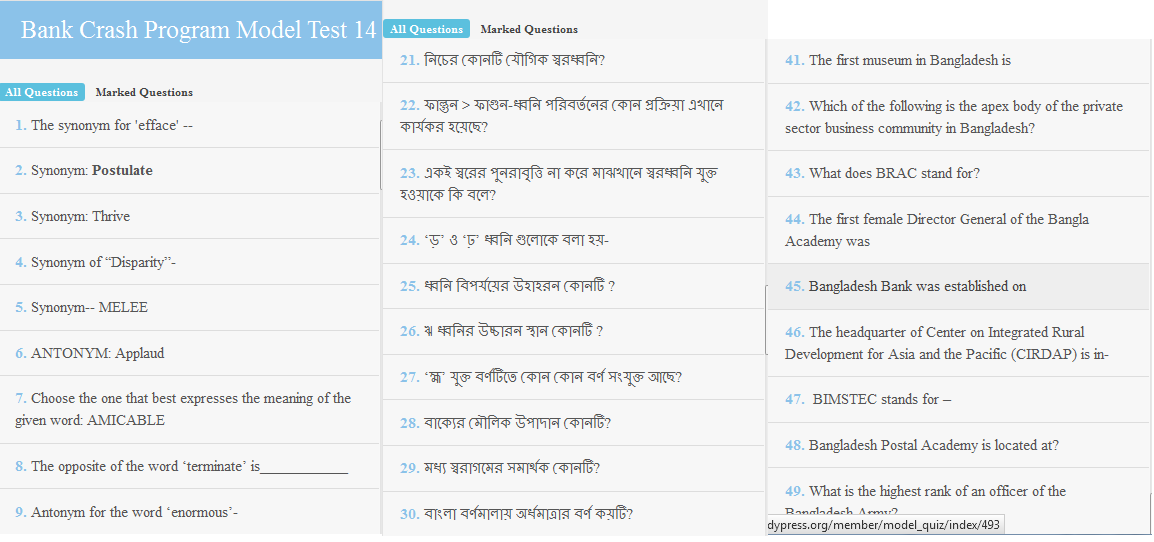 Bank Crash Program Model Test 14
All Questions Marked Questions
1. The synonym for 'efface' --
2. Synonym: Postulate
3. Synonym: Thrive
4. Synonym of “Disparity”-
5. Synonym-- MELEE
6. ANTONYM: Applaud
7. Choose the one that best expresses the meaning of the
given word: AMICABLE
8. The opposite of the word ‘terminate’ is____________
9. Antonym for the word ‘enormous’-
All Questions Marked Questions
21. নিচের কোনটি যৌগিক স্বরধ্বনি?
22. ফাল্গুন > ফাগুন-ধ্বনি পরিবর্তনের কোন প্রক্রিয়া এখানে
কার্যকর হয়েছে?
23. একই স্বরের পুনরাবৃত্তি না করে মাঝখানে স্বরধ্বনি যুক্ত
হওয়াকে কি বলে?
24. ‘ড়’ ও ‘ঢ়’ ধ্বনি গুলোকে বলা হয়-
25. ধ্বনি বিপর্যয়ের উহাহরন কোনটি ?
26. ঋ ধ্বনির উচ্চারন স্থান কোনটি ?
27. ‘হ্ম’ যুক্ত বর্ণটিতে কোন কোন বর্ণ সংযুক্ত আছে?
28. বাক্যের মৌলিক উপাদান কোনটি?
29. মধ্য স্বরাগমের সমার্থক কোনটি?
30. বাংলা বর্ণমালায় অর্ধমাত্রার বর্ণ কয়টি?
41. The first museum in Bangladesh is
42. Which of the following is the apex body of the private
sector business community in Bangladesh?
43. What does BRAC stand for?
44. The first female Director General of the Bangla
Academy was
45. Bangladesh Bank was established on
46. The headquarter of Center on Integrated Rural
Development for Asia and the Pacific (CIRDAP) is in-
47. BIMSTEC stands for –
48. Bangladesh Postal Academy is located at?
49. What is the highest rank of an officer of the
Bangladesh Army?
dypress.org/member/model_quiz/index/493